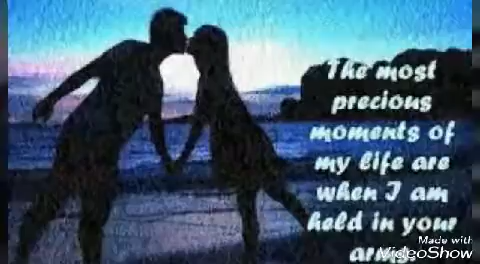 The most
precious
moments of
my life are
when I am
held in your
arms.
Made with
VideoShow